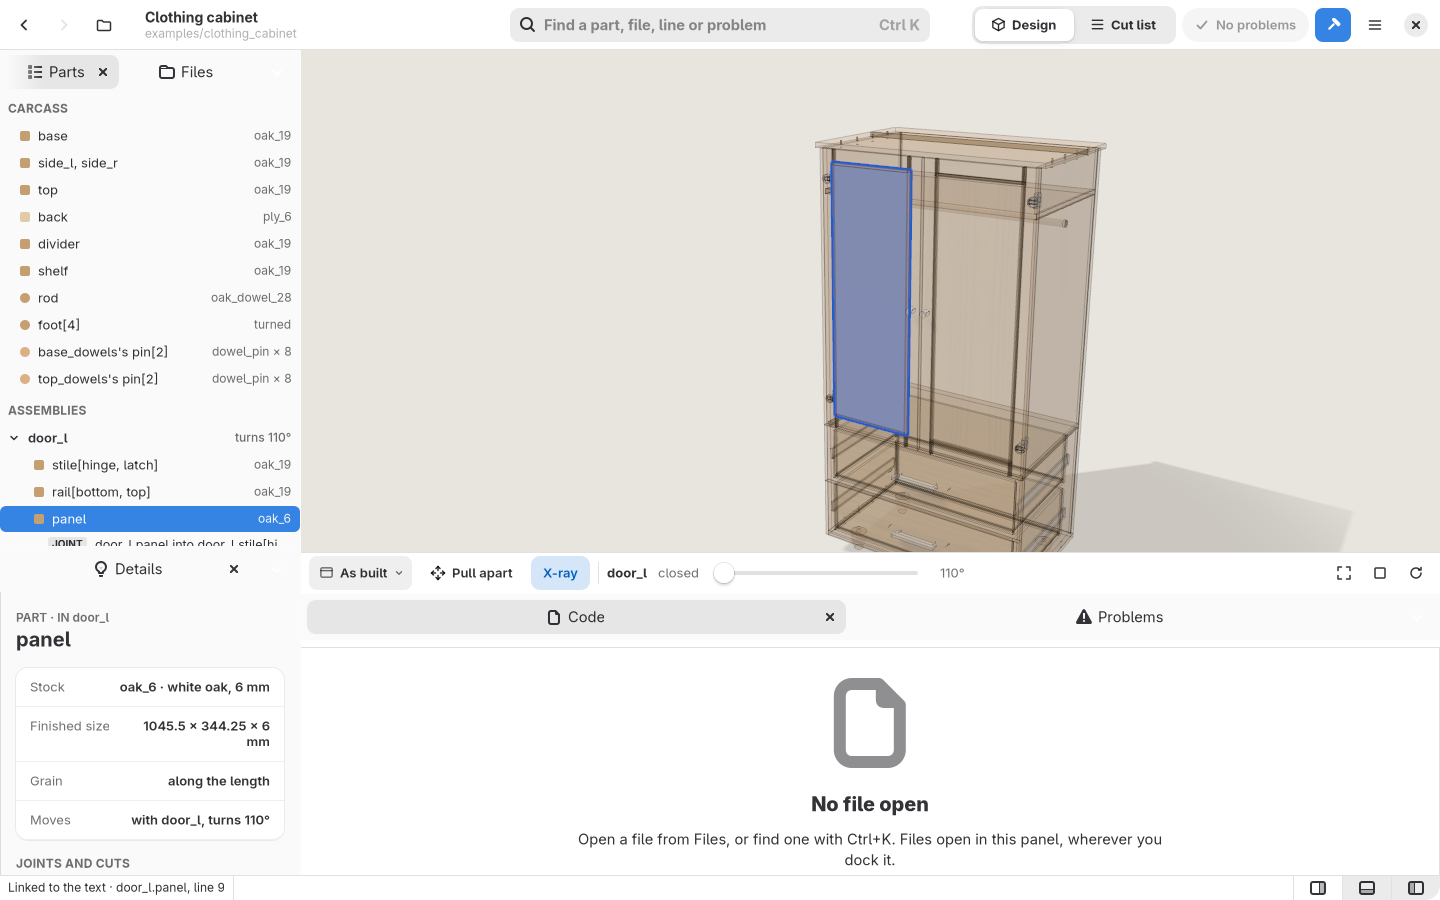 Clothing cabinet
examples/clothing_cabinet
Find a part, file, line or problem
Ctrl K
Design
Cut list
No problems
Parts
Files
CARCASS
base oak_19
side_l, side_r oak_19
top oak_19
back ply_6
divider oak_19
shelf oak_19
rod oak_dowel_28
foot[4] turned
base_dowels's pin[2] dowel_pin × 8
top_dowels's pin[2] dowel_pin × 8
ASSEMBLIES
door_l turns 110°
stile[hinge, latch] oak_19
rail[bottom, top] oak_19
panel oak_6
JOINT door_l.panel into door_l.stile[hi
Details
PART · IN door_l
panel
Stock oak_6 · white oak, 6 mm
Finished size 1045.5 × 344.25 × 6
mm
Grain along the length
Moves with door_l, turns 110°
JOINTS AND CUTS
As built
Pull apart
X-ray
door_l closed
110°
Code
Problems
No file open
Open a file from Files, or find one with Ctrl+K. Files open in this panel, wherever you
dock it.
Linked to the text · door_l.panel, line 9